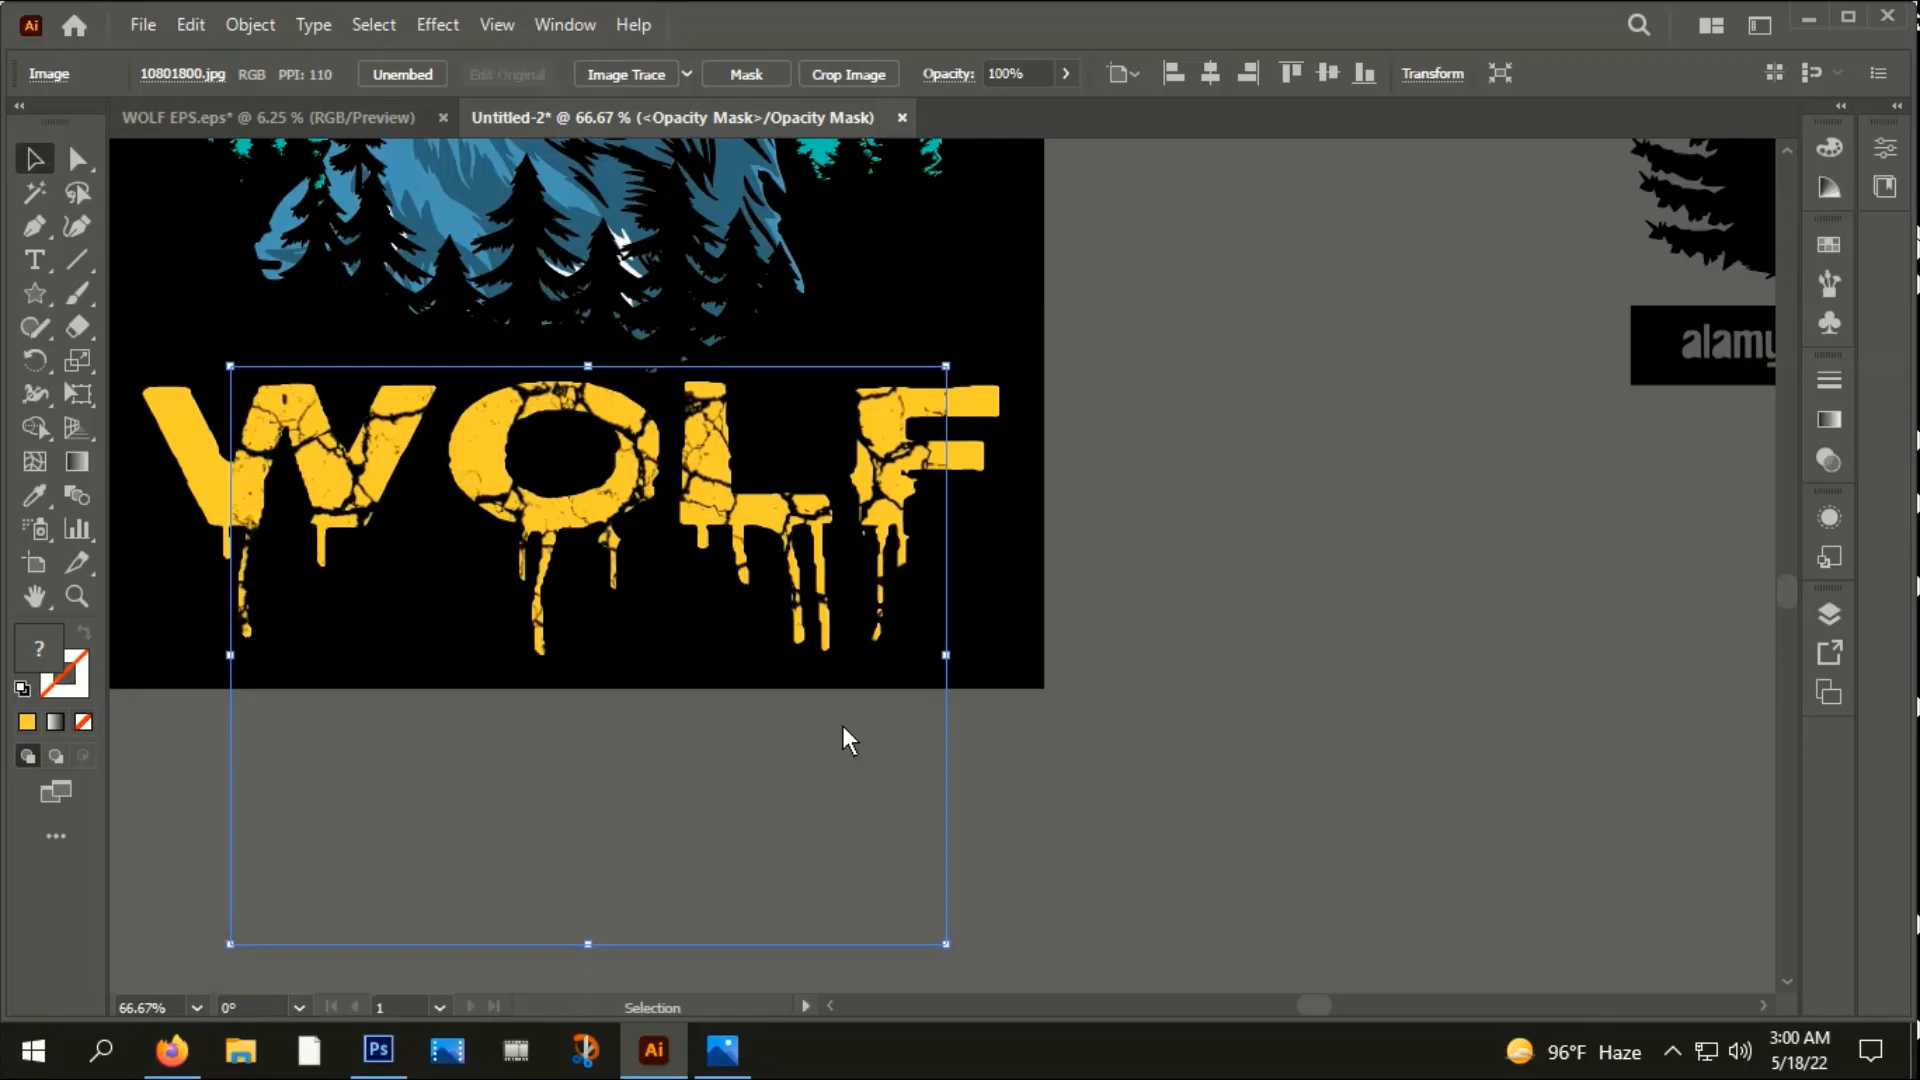 Ai File Edit Object Type Select Effect View Window Help
Image 10801800.jpg RGB PPI: 110 Unembed Edit Original Image Trace Mask Crop Image Opacity: 100% Transform
WOLF EPS.eps* @ 6.25 % (RGB/Preview) Untitled-2* @ 66.67 % (<Opacity Mask>/Opacity Mask)
alamy
WOLF
?
66.67% 0° 1 Selection
Ps Ai 96°F Haze 3:00 AM
5/18/22